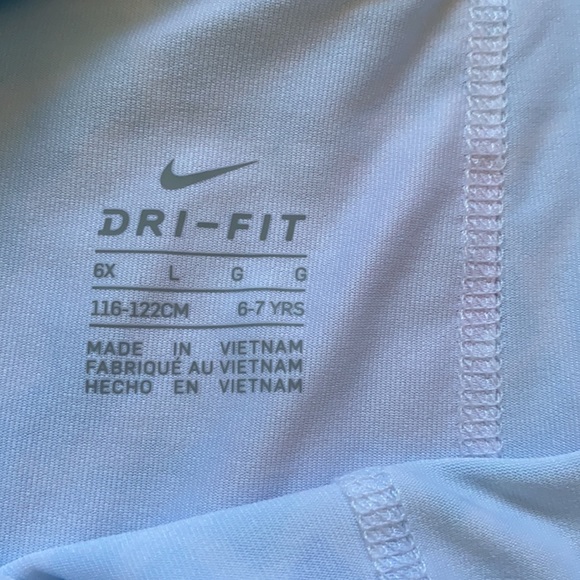 DRI-FIT
6X L G G
116-122CM 6-7 YRS
MADE IN VIETNAM
FABRIQUÉ AU VIETNAM
HECHO EN VIETNAM